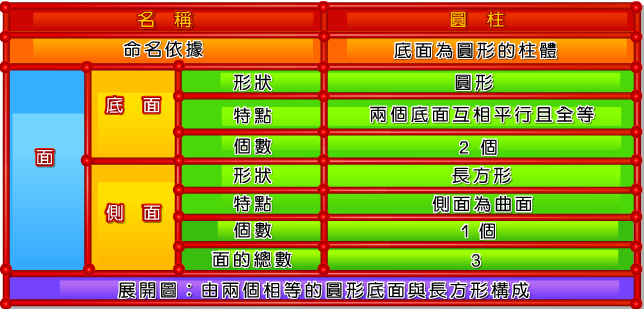 名 稱 圓 柱
命名依據 底面為圓形的柱體
面 底 面 形狀 圓形
特點 兩個底面互相平行且全等
個數 2 個
側 面 形狀 長方形
特點 側面為曲面
個數 1 個
面的總數 3
展開圖：由兩個相等的圓形底面與長方形構成